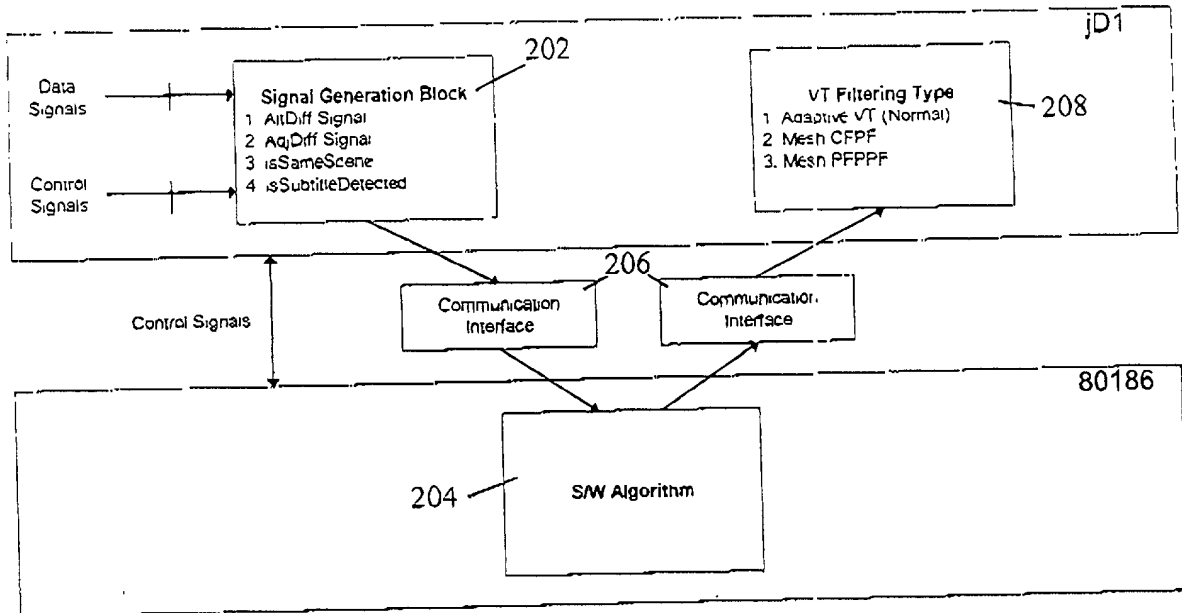 jD1
202
Data
Signals
Signal Generation Block
1 AltDiff Signal
2 AdjDiff Signal
3 isSameScene
4 isSubtitleDetected
Control
Signals
VT Filtering Type
1 Adaptive VT (Normal)
2 Mesh CFPF
3. Mesh PFPPF
208
206
Control Signals
Communication
Interface
Communication
Interface
80186
204
S/W Algorithm